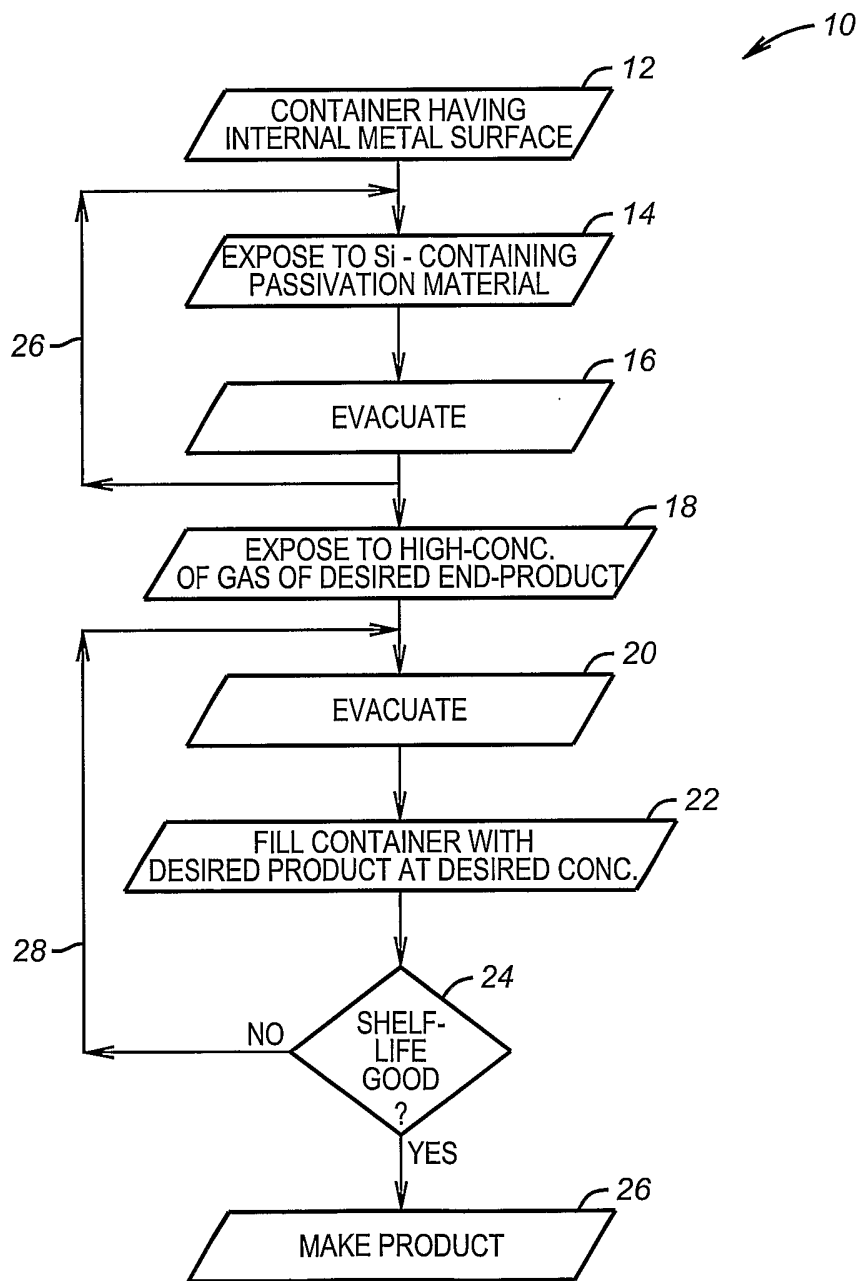 10
12
CONTAINER HAVING
INTERNAL METAL SURFACE
14
EXPOSE TO Si - CONTAINING
PASSIVATION MATERIAL
26
16
EVACUATE
18
EXPOSE TO HIGH-CONC.
OF GAS OF DESIRED END-PRODUCT
20
EVACUATE
22
FILL CONTAINER WITH
DESIRED PRODUCT AT DESIRED CONC.
28
24
NO
SHELF-
LIFE
GOOD
?
YES
26
MAKE PRODUCT